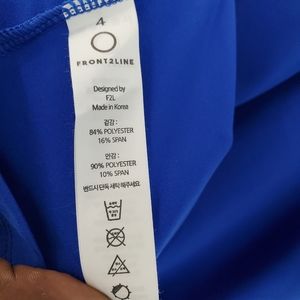 4
FRONT2LINE
Designed by
F2L
Made in Korea
겉감 :
84% POLYESTER
16% SPAN
안감 :
90% POLYESTER
10% SPAN
반드시 단독 세탁 해주세요